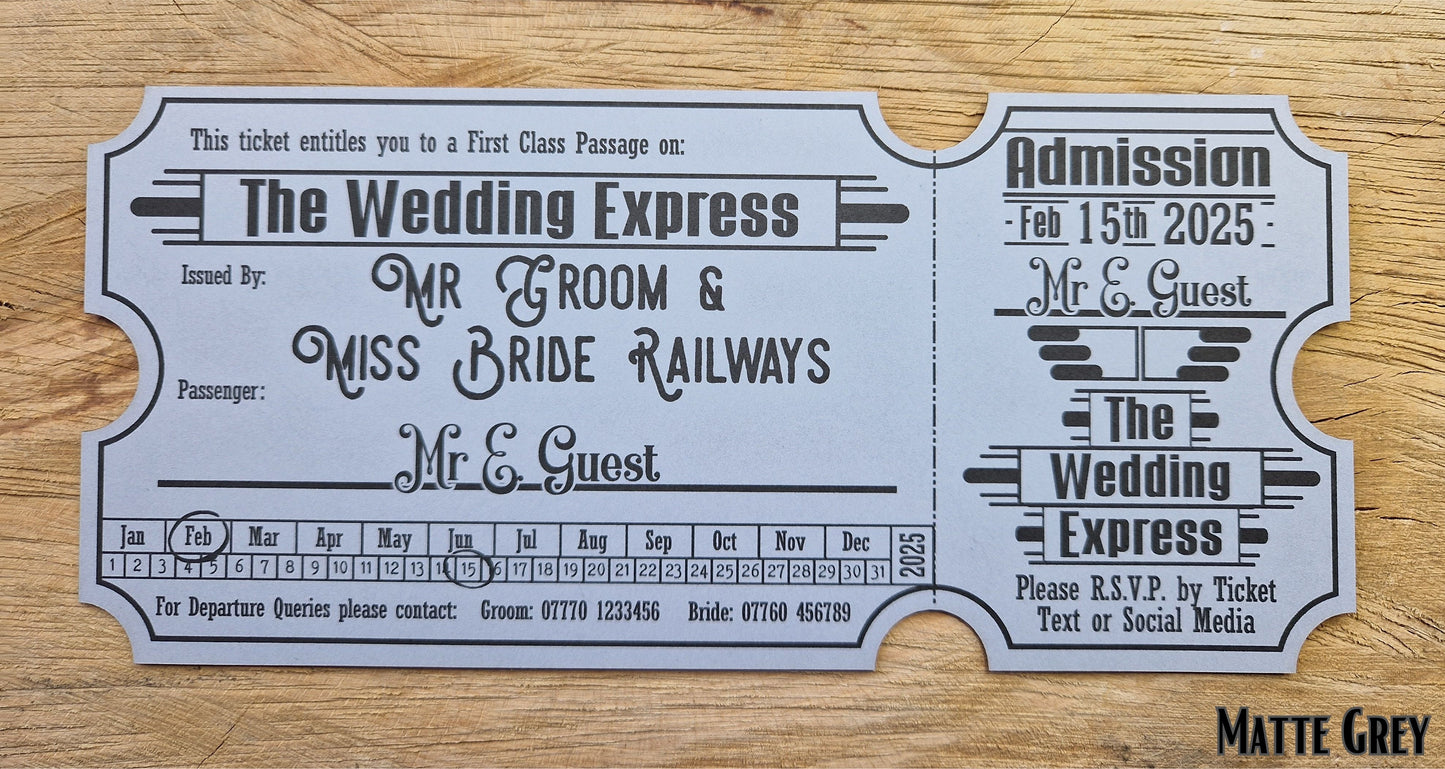 This ticket entitles you to a First Class Passage on:
The Wedding Express
Issued By:
Mr Groom &
Miss Bride Railways
Passenger:
Mr E. Guest
Jan Feb Mar Apr May Jun Jul Aug Sep Oct Nov Dec
1 2 3 4 5 6 7 8 9 10 11 12 13 14 15 16 17 18 19 20 21 22 23 24 25 26 27 28 29 30 31
2025
For Departure Queries please contact: Groom: 07770 1233456 Bride: 07760 456789
Admission
- Feb 15th 2025 -
Mr E. Guest
The
Wedding
Express
Please R.S.V.P. by Ticket
Text or Social Media
Matte Grey